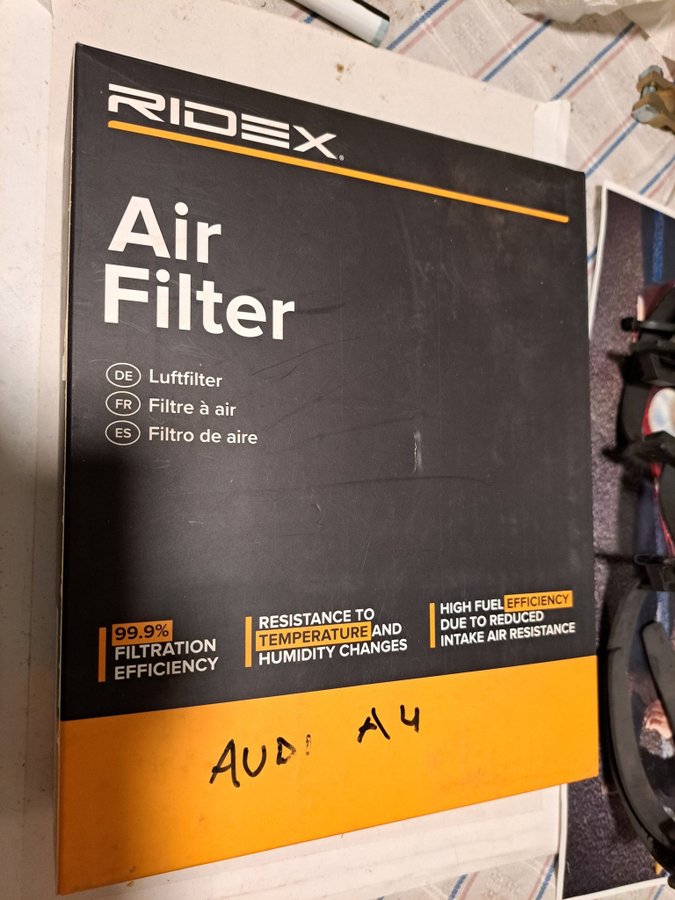 RIDEX
Air
Filter
DE Luftfilter
FR Filtre à air
ES Filtro de aire
99.9%
FILTRATION
EFFICIENCY
RESISTANCE TO
TEMPERATURE AND
HUMIDITY CHANGES
HIGH FUEL EFFICIENCY
DUE TO REDUCED
INTAKE AIR RESISTANCE
AUDI A4